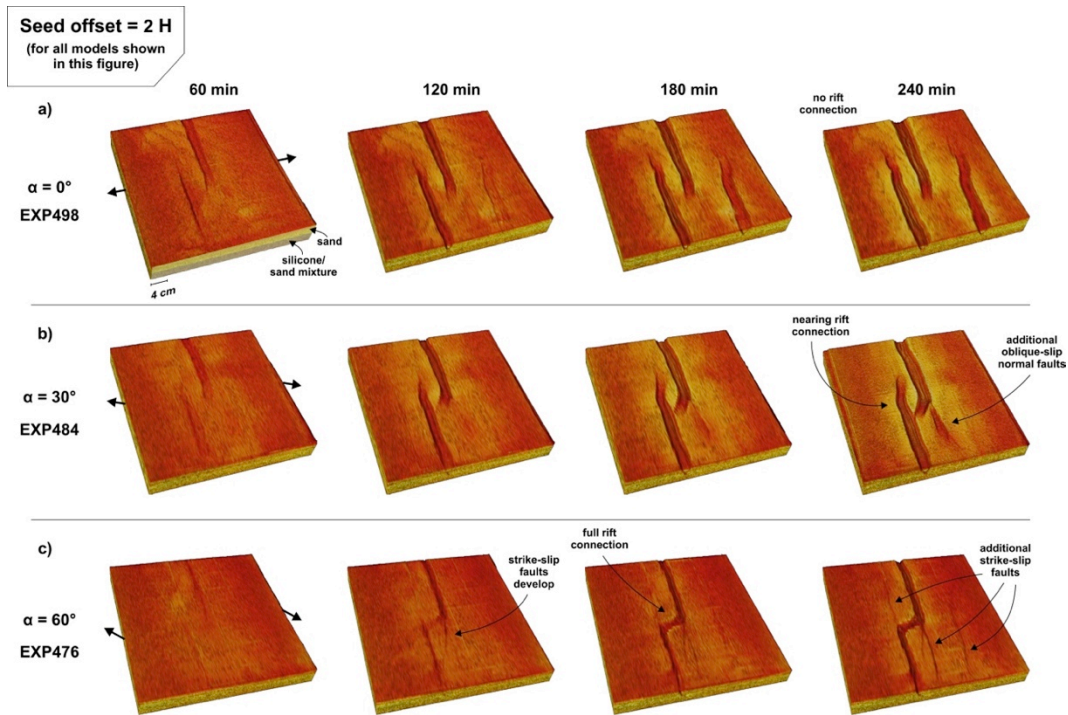 Seed offset = 2 H
(for all models shown
in this figure)
60 min
120 min
180 min
240 min
a)
α = 0°
EXP498
sand
silicone/
sand mixture
4 cm
no rift
connection
b)
α = 30°
EXP484
nearing rift
connection
additional
oblique-slip
normal faults
c)
α = 60°
EXP476
strike-slip
faults
develop
full rift
connection
additional
strike-slip
faults